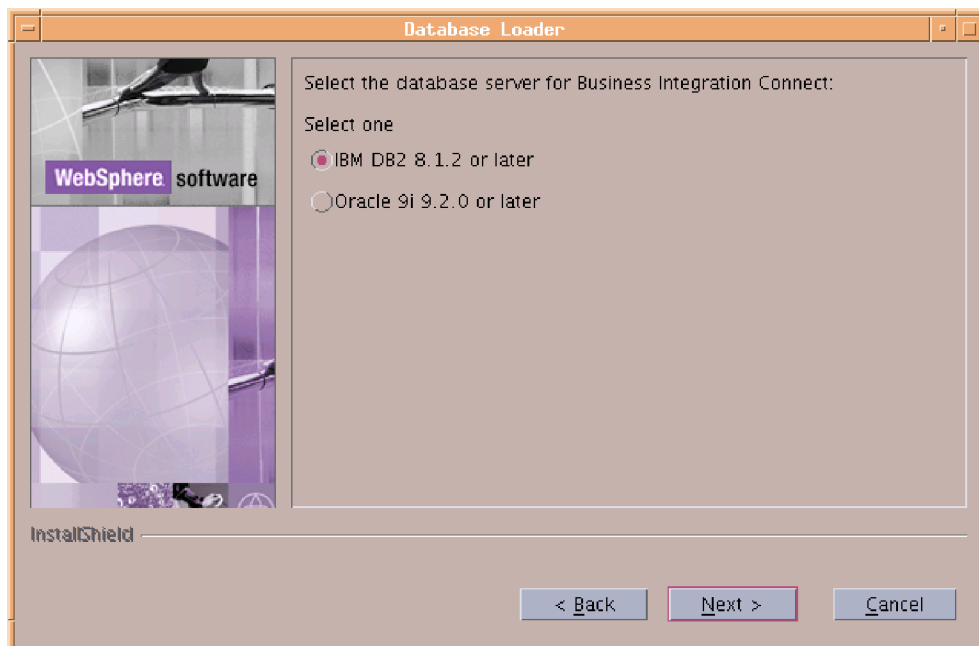 Database Loader
Select the database server for Business Integration Connect:
Select one
IBM DB2 8.1.2 or later
Oracle 9i 9.2.0 or later
WebSphere software
InstallShield
< Back
Next >
Cancel